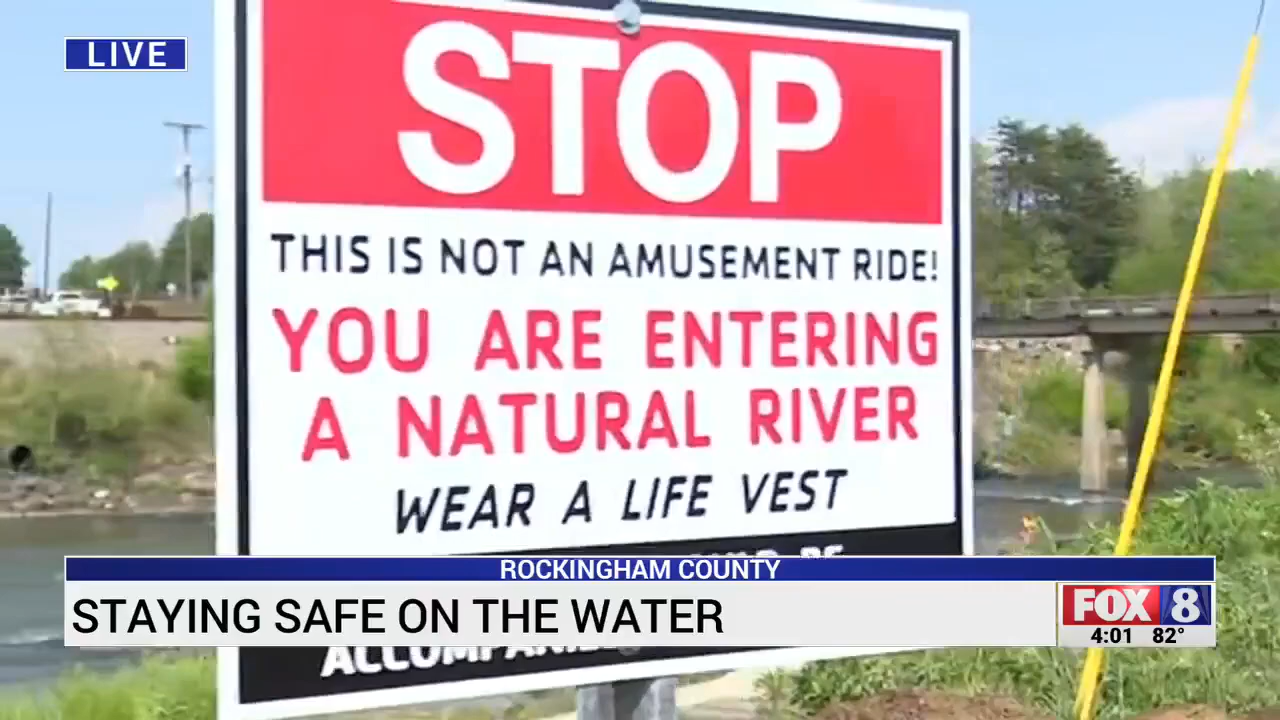 LIVE
STOP
THIS IS NOT AN AMUSEMENT RIDE!
YOU ARE ENTERING
A NATURAL RIVER
WEAR A LIFE VEST
ROCKINGHAM COUNTY
STAYING SAFE ON THE WATER
FOX 8
4:01 82°